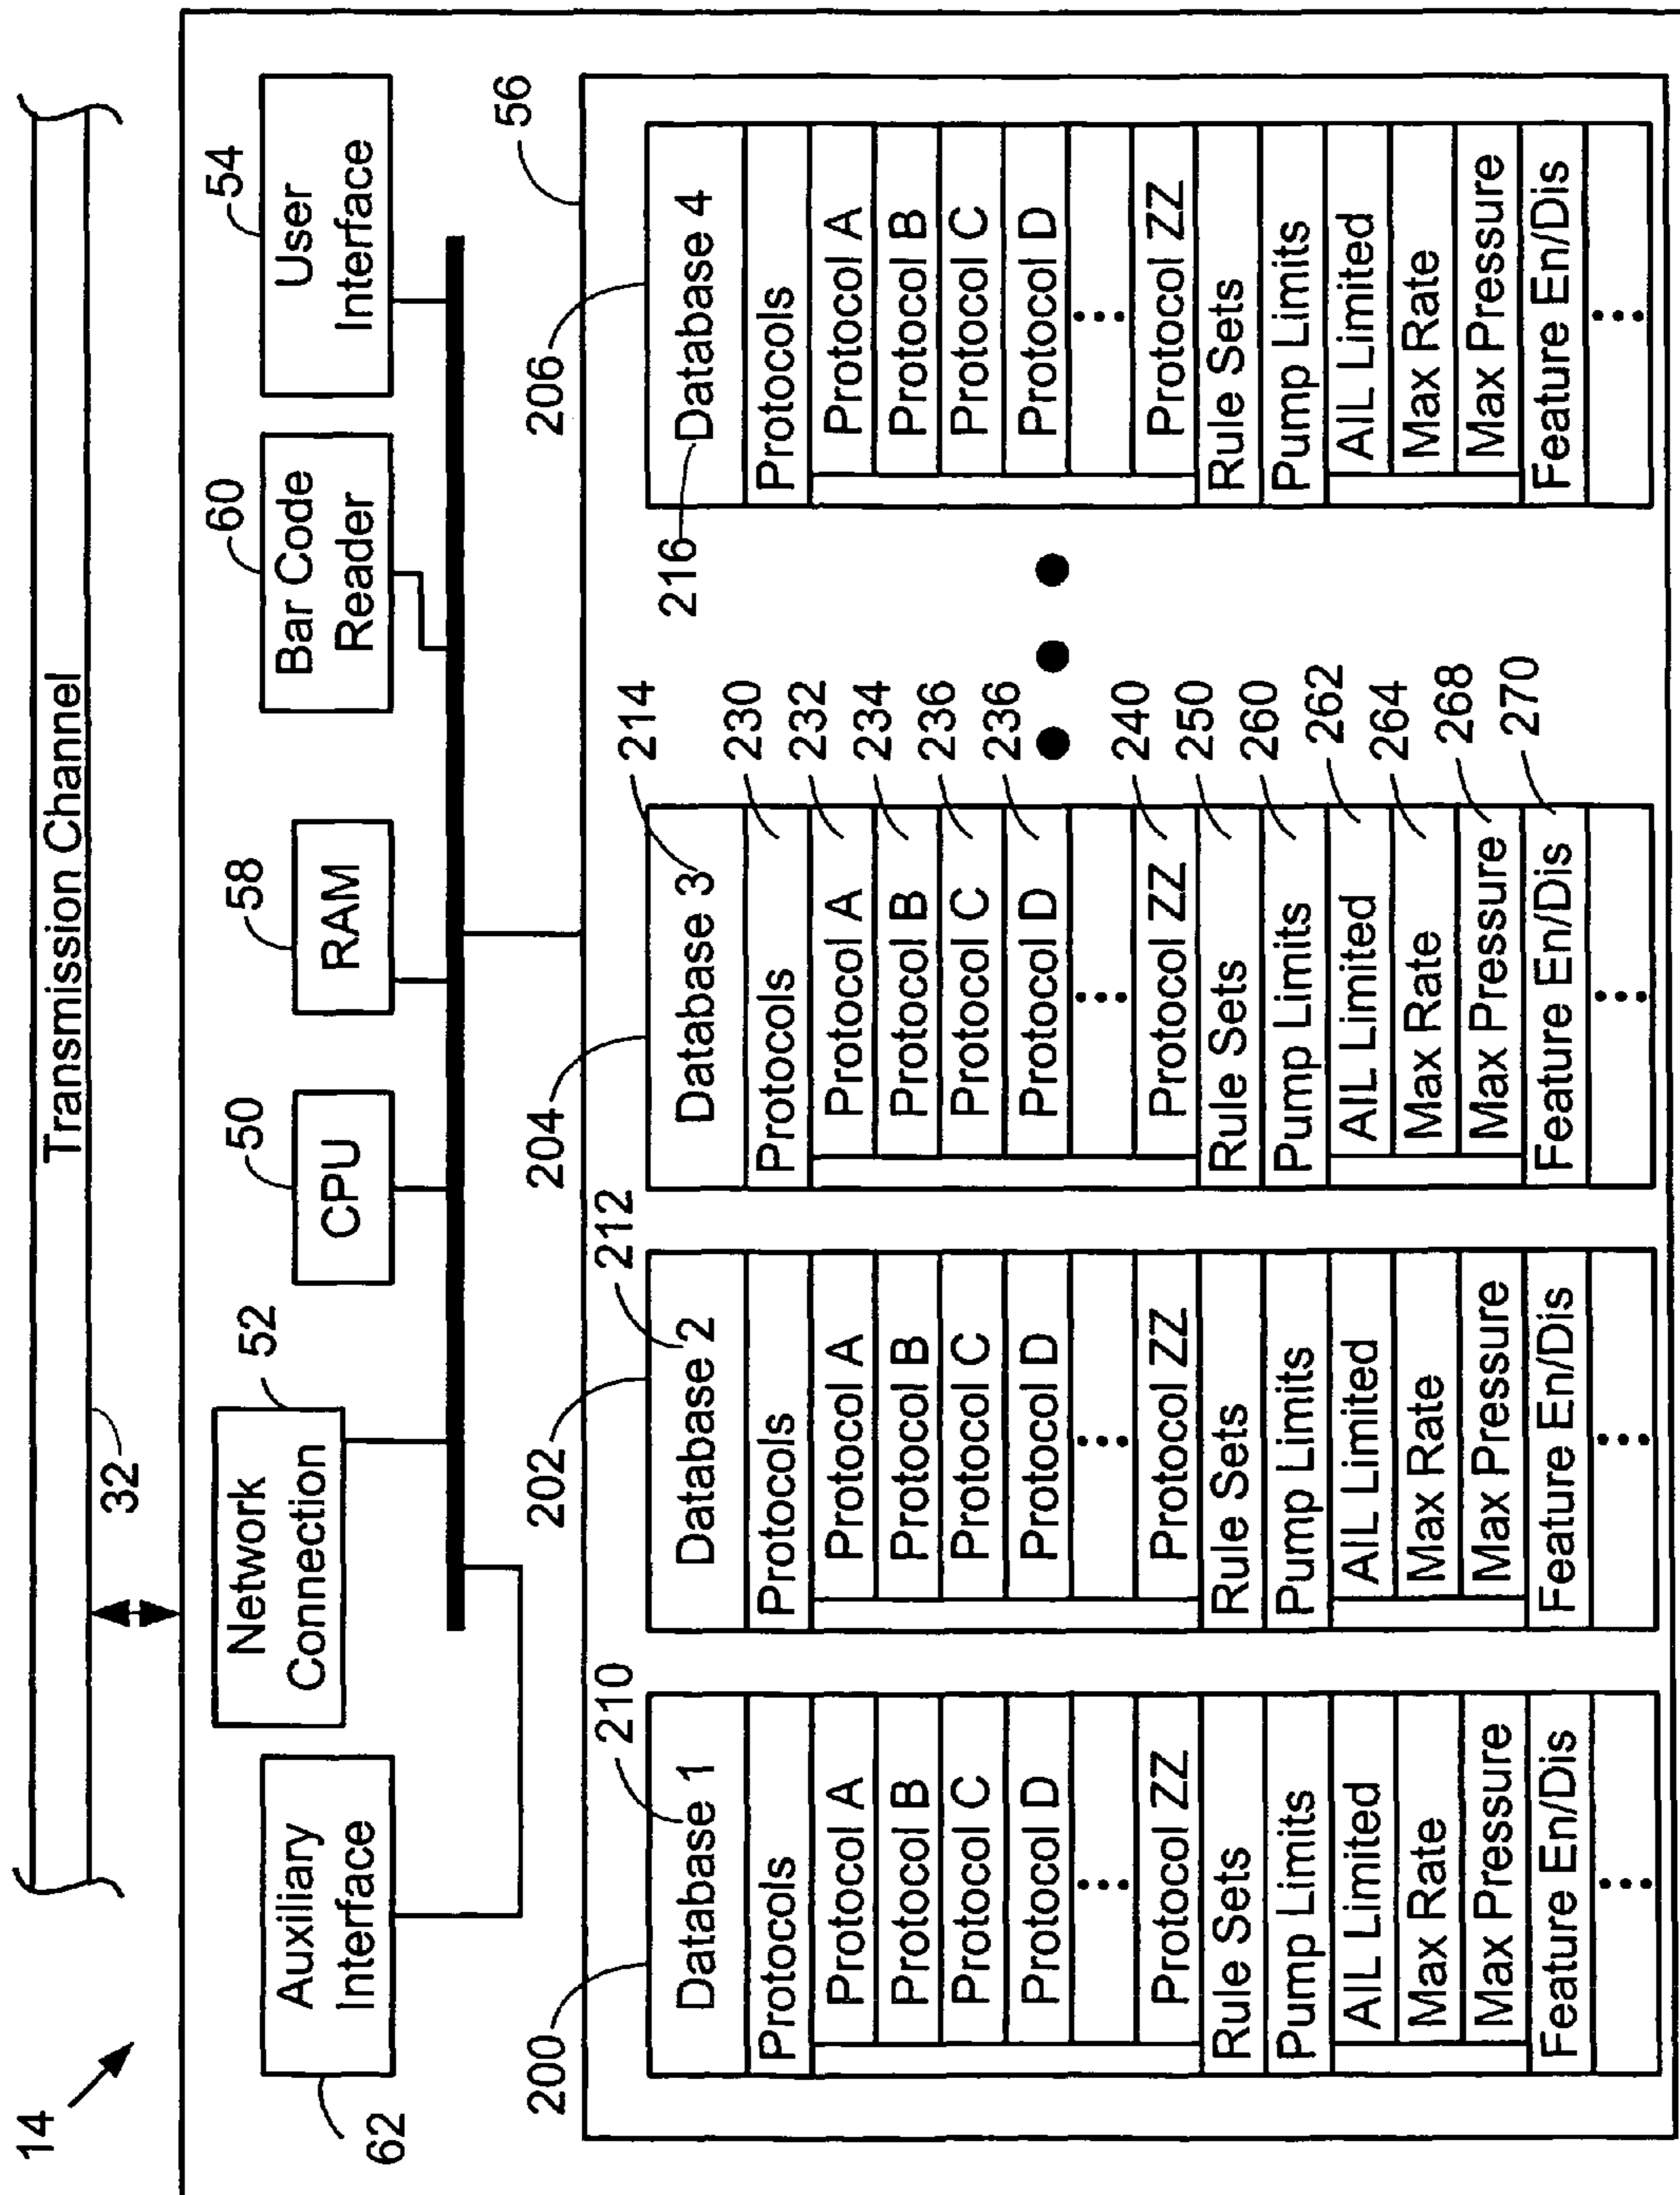 14
Transmission Channel
32
62
Auxiliary
Interface
52
Network
Connection
50
CPU
58
RAM
60
Bar Code
Reader
54
User
Interface
56
200
210
Database 1
Protocols
Protocol A
Protocol B
Protocol C
Protocol D
...
Protocol ZZ
Rule Sets
Pump Limits
AIL Limited
Max Rate
Max Pressure
Feature En/Dis
...
202
212
Database 2
Protocols
Protocol A
Protocol B
Protocol C
Protocol D
...
Protocol ZZ
Rule Sets
Pump Limits
AIL Limited
Max Rate
Max Pressure
Feature En/Dis
...
204
214
Database 3
Protocols
Protocol A
Protocol B
Protocol C
Protocol D
...
Protocol ZZ
Rule Sets
Pump Limits
AIL Limited
Max Rate
Max Pressure
Feature En/Dis
...
230
232
234
236
236
240
250
260
262
264
268
270
206
216
Database 4
Protocols
Protocol A
Protocol B
Protocol C
Protocol D
...
Protocol ZZ
Rule Sets
Pump Limits
AIL Limited
Max Rate
Max Pressure
Feature En/Dis
...